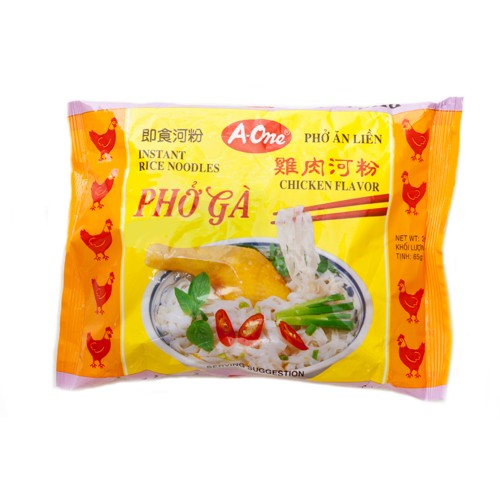 即食河粉
INSTANT
RICE NOODLES
A-One
PHỞ ĂN LIỀN
雞肉河粉
CHICKEN FLAVOR
PHỞ GÀ
NET WT:
KHỐI LƯỢN
TỊNH: 65g
SERVING SUGGESTION